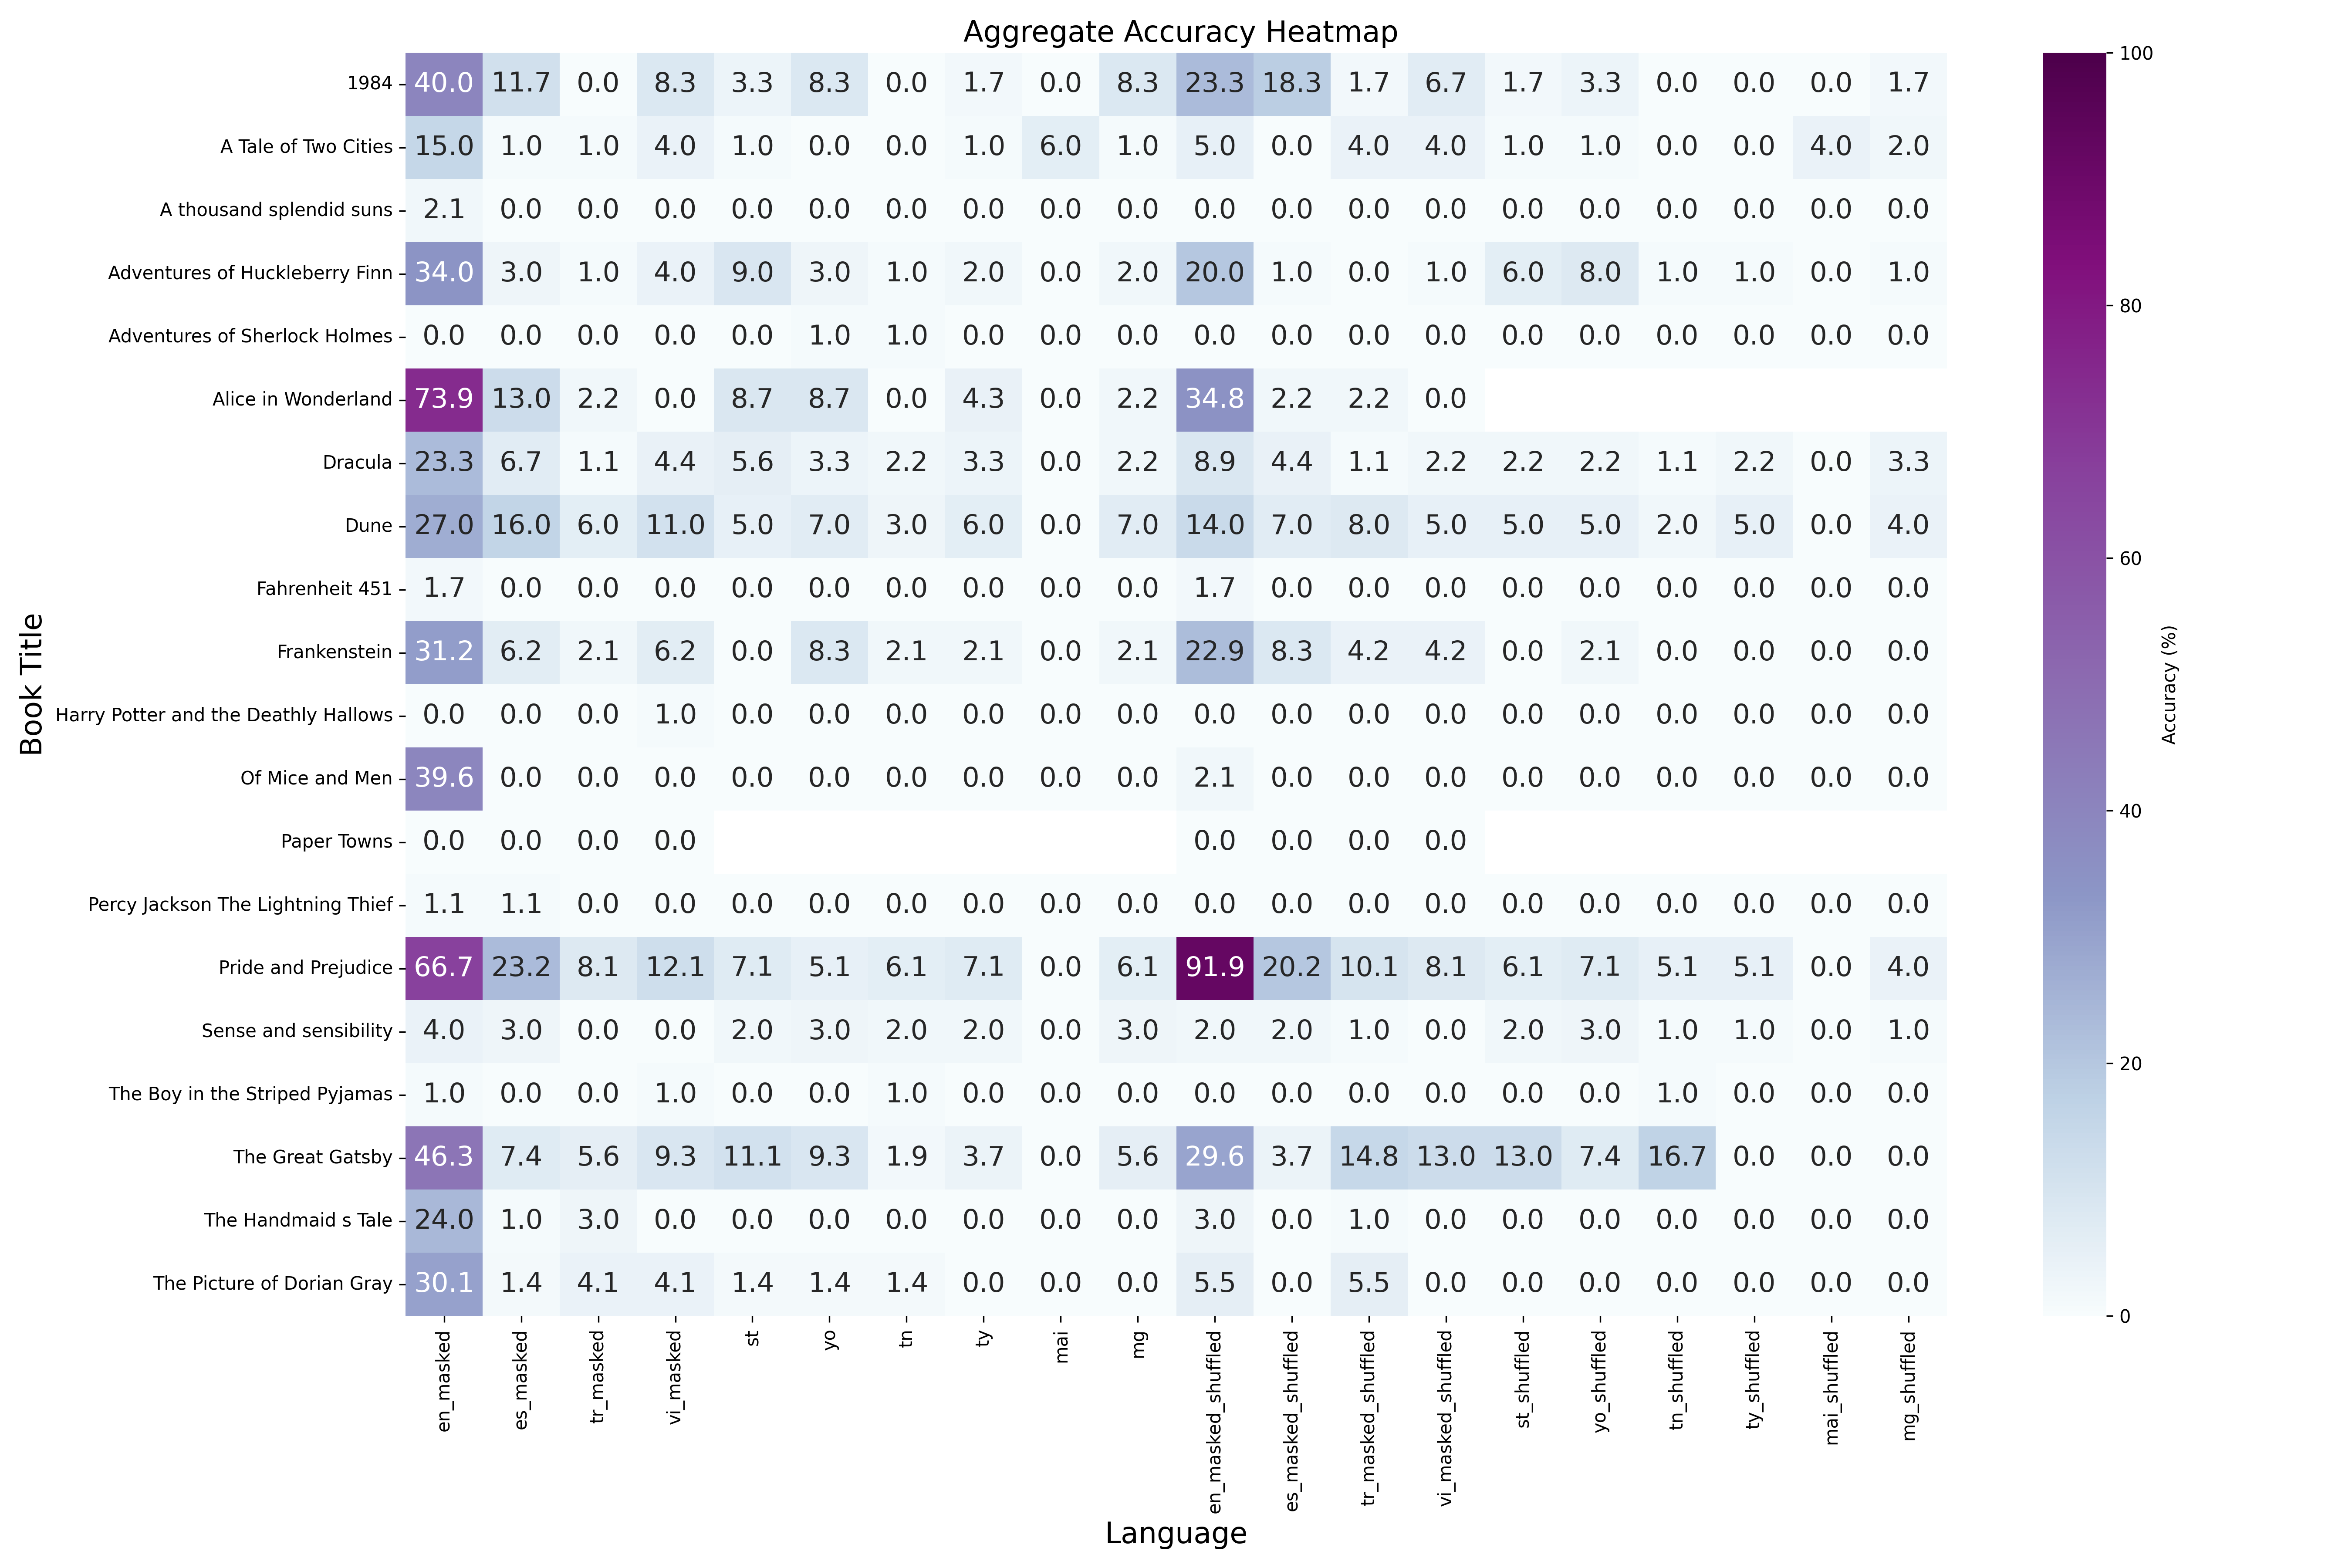 Aggregate Accuracy Heatmap
1984 40.0 11.7 0.0 8.3 3.3 8.3 0.0 1.7 0.0 8.3 23.3 18.3 1.7 6.7 1.7 3.3 0.0 0.0 0.0 1.7
A Tale of Two Cities 15.0 1.0 1.0 4.0 1.0 0.0 0.0 1.0 6.0 1.0 5.0 0.0 4.0 4.0 1.0 1.0 0.0 0.0 4.0 2.0
A thousand splendid suns 2.1 0.0 0.0 0.0 0.0 0.0 0.0 0.0 0.0 0.0 0.0 0.0 0.0 0.0 0.0 0.0 0.0 0.0 0.0 0.0
Adventures of Huckleberry Finn 34.0 3.0 1.0 4.0 9.0 3.0 1.0 2.0 0.0 2.0 20.0 1.0 0.0 1.0 6.0 8.0 1.0 1.0 0.0 1.0
Adventures of Sherlock Holmes 0.0 0.0 0.0 0.0 0.0 1.0 1.0 0.0 0.0 0.0 0.0 0.0 0.0 0.0 0.0 0.0 0.0 0.0 0.0 0.0
Alice in Wonderland 73.9 13.0 2.2 0.0 8.7 8.7 0.0 4.3 0.0 2.2 34.8 2.2 2.2 0.0
Dracula 23.3 6.7 1.1 4.4 5.6 3.3 2.2 3.3 0.0 2.2 8.9 4.4 1.1 2.2 2.2 2.2 1.1 2.2 0.0 3.3
Dune 27.0 16.0 6.0 11.0 5.0 7.0 3.0 6.0 0.0 7.0 14.0 7.0 8.0 5.0 5.0 5.0 2.0 5.0 0.0 4.0
Fahrenheit 451 1.7 0.0 0.0 0.0 0.0 0.0 0.0 0.0 0.0 0.0 1.7 0.0 0.0 0.0 0.0 0.0 0.0 0.0 0.0 0.0
Frankenstein 31.2 6.2 2.1 6.2 0.0 8.3 2.1 2.1 0.0 2.1 22.9 8.3 4.2 4.2 0.0 2.1 0.0 0.0 0.0 0.0
Harry Potter and the Deathly Hallows 0.0 0.0 0.0 1.0 0.0 0.0 0.0 0.0 0.0 0.0 0.0 0.0 0.0 0.0 0.0 0.0 0.0 0.0 0.0 0.0
Of Mice and Men 39.6 0.0 0.0 0.0 0.0 0.0 0.0 0.0 0.0 0.0 2.1 0.0 0.0 0.0 0.0 0.0 0.0 0.0 0.0 0.0
Paper Towns 0.0 0.0 0.0 0.0 0.0 0.0 0.0 0.0
Percy Jackson The Lightning Thief 1.1 1.1 0.0 0.0 0.0 0.0 0.0 0.0 0.0 0.0 0.0 0.0 0.0 0.0 0.0 0.0 0.0 0.0 0.0 0.0
Pride and Prejudice 66.7 23.2 8.1 12.1 7.1 5.1 6.1 7.1 0.0 6.1 91.9 20.2 10.1 8.1 6.1 7.1 5.1 5.1 0.0 4.0
Sense and sensibility 4.0 3.0 0.0 0.0 2.0 3.0 2.0 2.0 0.0 3.0 2.0 2.0 1.0 0.0 2.0 3.0 1.0 1.0 0.0 1.0
The Boy in the Striped Pyjamas 1.0 0.0 0.0 1.0 0.0 0.0 1.0 0.0 0.0 0.0 0.0 0.0 0.0 0.0 0.0 0.0 1.0 0.0 0.0 0.0
The Great Gatsby 46.3 7.4 5.6 9.3 11.1 9.3 1.9 3.7 0.0 5.6 29.6 3.7 14.8 13.0 13.0 7.4 16.7 0.0 0.0 0.0
The Handmaid s Tale 24.0 1.0 3.0 0.0 0.0 0.0 0.0 0.0 0.0 0.0 3.0 0.0 1.0 0.0 0.0 0.0 0.0 0.0 0.0 0.0
The Picture of Dorian Gray 30.1 1.4 4.1 4.1 1.4 1.4 1.4 0.0 0.0 0.0 5.5 0.0 5.5 0.0 0.0 0.0 0.0 0.0 0.0 0.0
Book Title
en_masked es_masked tr_masked vi_masked st yo tn ty mai mg en_masked_shuffled es_masked_shuffled tr_masked_shuffled vi_masked_shuffled st_shuffled yo_shuffled tn_shuffled ty_shuffled mai_shuffled mg_shuffled
Language
100
80
60
40
20
0
Accuracy (%)